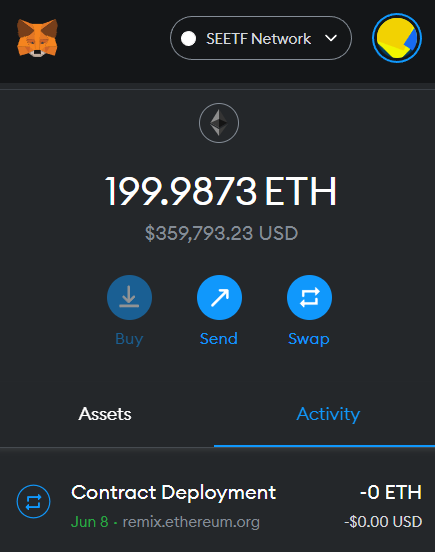 SEETF Network
199.9873 ETH
$359,793.23 USD
Buy Send Swap
Assets Activity
Contract Deployment -0 ETH
Jun 8 · remix.ethereum.org -$0.00 USD